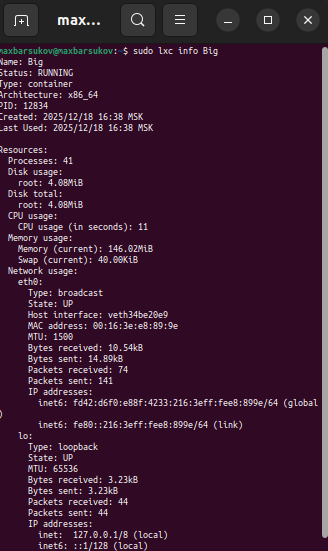 max...
maxbarsukov@maxbarsukov:~$ sudo lxc info Big
Name: Big
Status: RUNNING
Type: container
Architecture: x86_64
PID: 12834
Created: 2025/12/18 16:38 MSK
Last Used: 2025/12/18 16:38 MSK
Resources:
Processes: 41
Disk usage:
root: 4.08MiB
Disk total:
root: 4.08MiB
CPU usage:
CPU usage (in seconds): 11
Memory usage:
Memory (current): 146.02MiB
Swap (current): 40.00KiB
Network usage:
eth0:
Type: broadcast
State: UP
Host interface: veth34be20e9
MAC address: 00:16:3e:e8:89:9e
MTU: 1500
Bytes received: 10.54kB
Bytes sent: 14.89kB
Packets received: 74
Packets sent: 141
IP addresses:
inet6: fd42:d6f0:e88f:4233:216:3eff:fee8:899e/64 (global
)
inet6: fe80::216:3eff:fee8:899e/64 (link)
lo:
Type: loopback
State: UP
MTU: 65536
Bytes received: 3.23kB
Bytes sent: 3.23kB
Packets received: 44
Packets sent: 44
IP addresses:
inet:  127.0.0.1/8 (local)
inet6: ::1/128 (local)